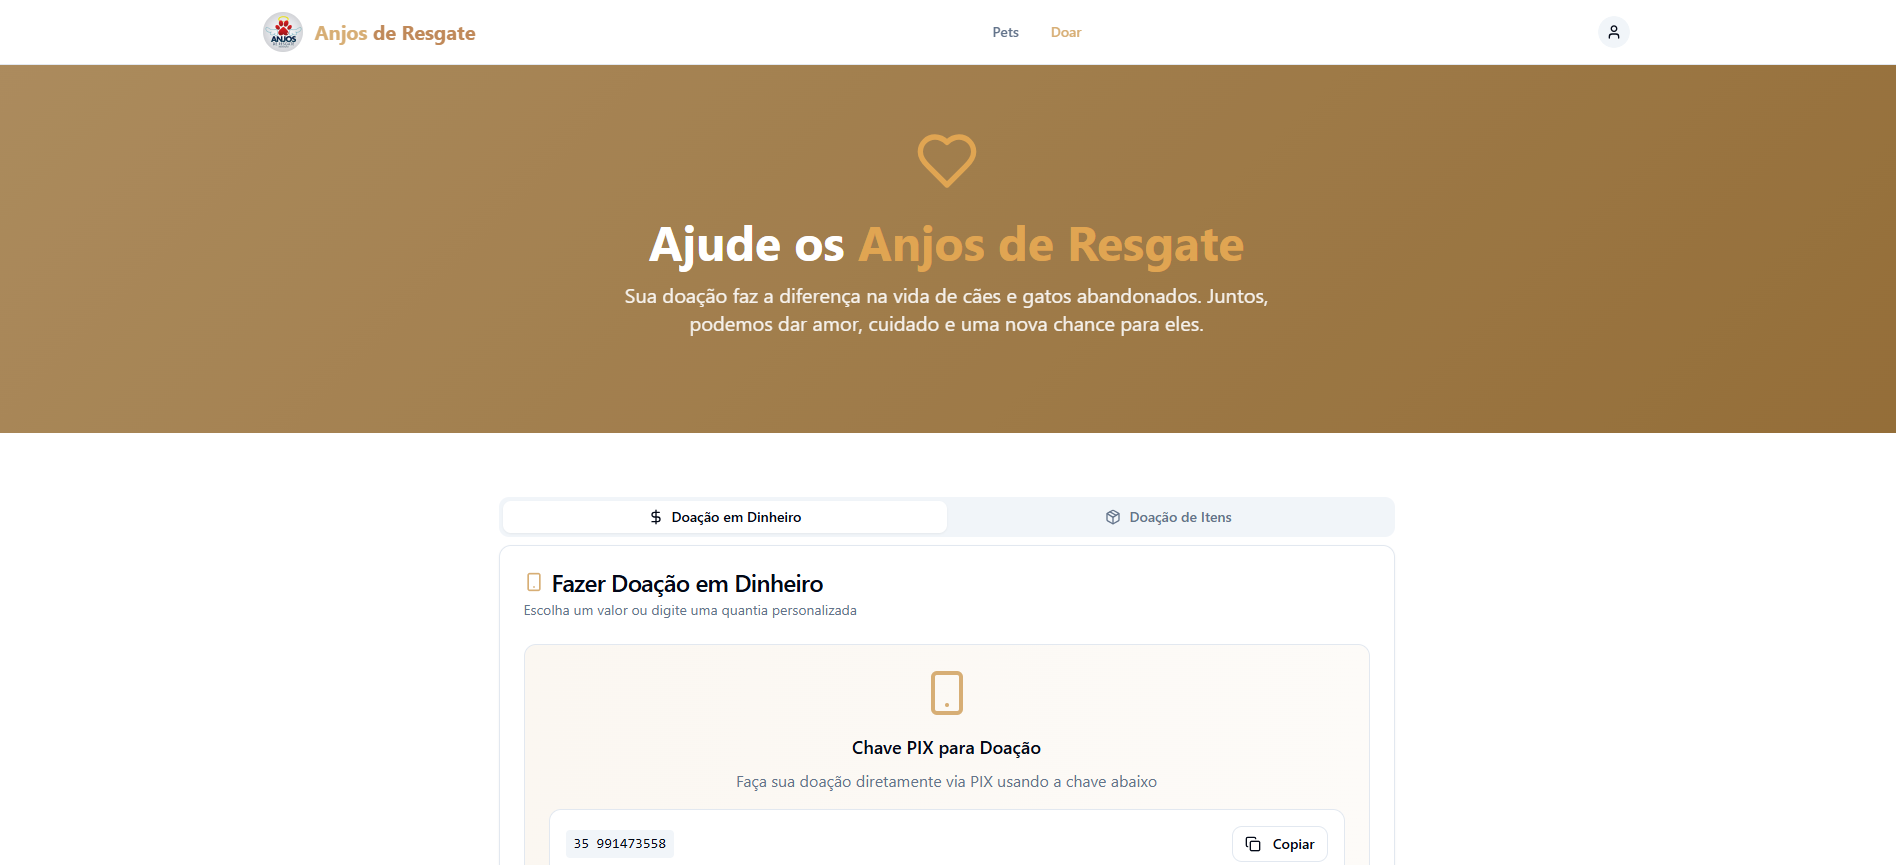 ANJOS
DE RESGATE
Anjos de Resgate
Pets
Doar
Ajude os Anjos de Resgate
Sua doação faz a diferença na vida de cães e gatos abandonados. Juntos,
podemos dar amor, cuidado e uma nova chance para eles.
Doação em Dinheiro
Doação de Itens
Fazer Doação em Dinheiro
Escolha um valor ou digite uma quantia personalizada
Chave PIX para Doação
Faça sua doação diretamente via PIX usando a chave abaixo
35 991473558
Copiar